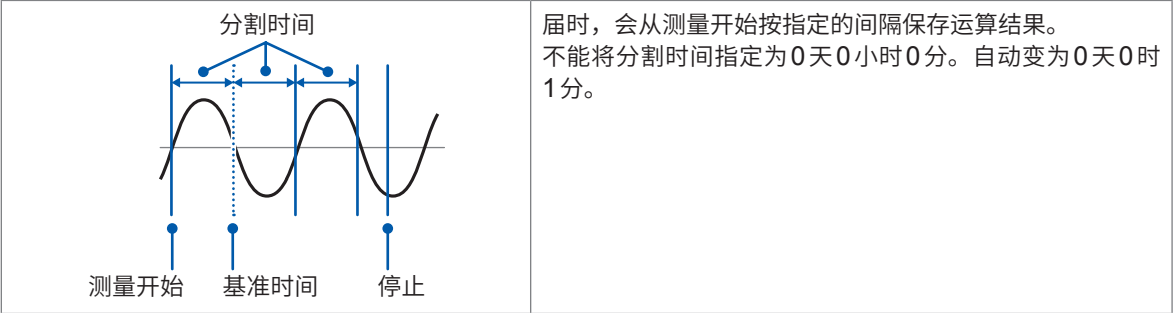 分割时间
测量开始
基准时间
停止
届时，会从测量开始按指定的间隔保存运算结果。
不能将分割时间指定为0天0小时0分。自动变为0天0时
1分。